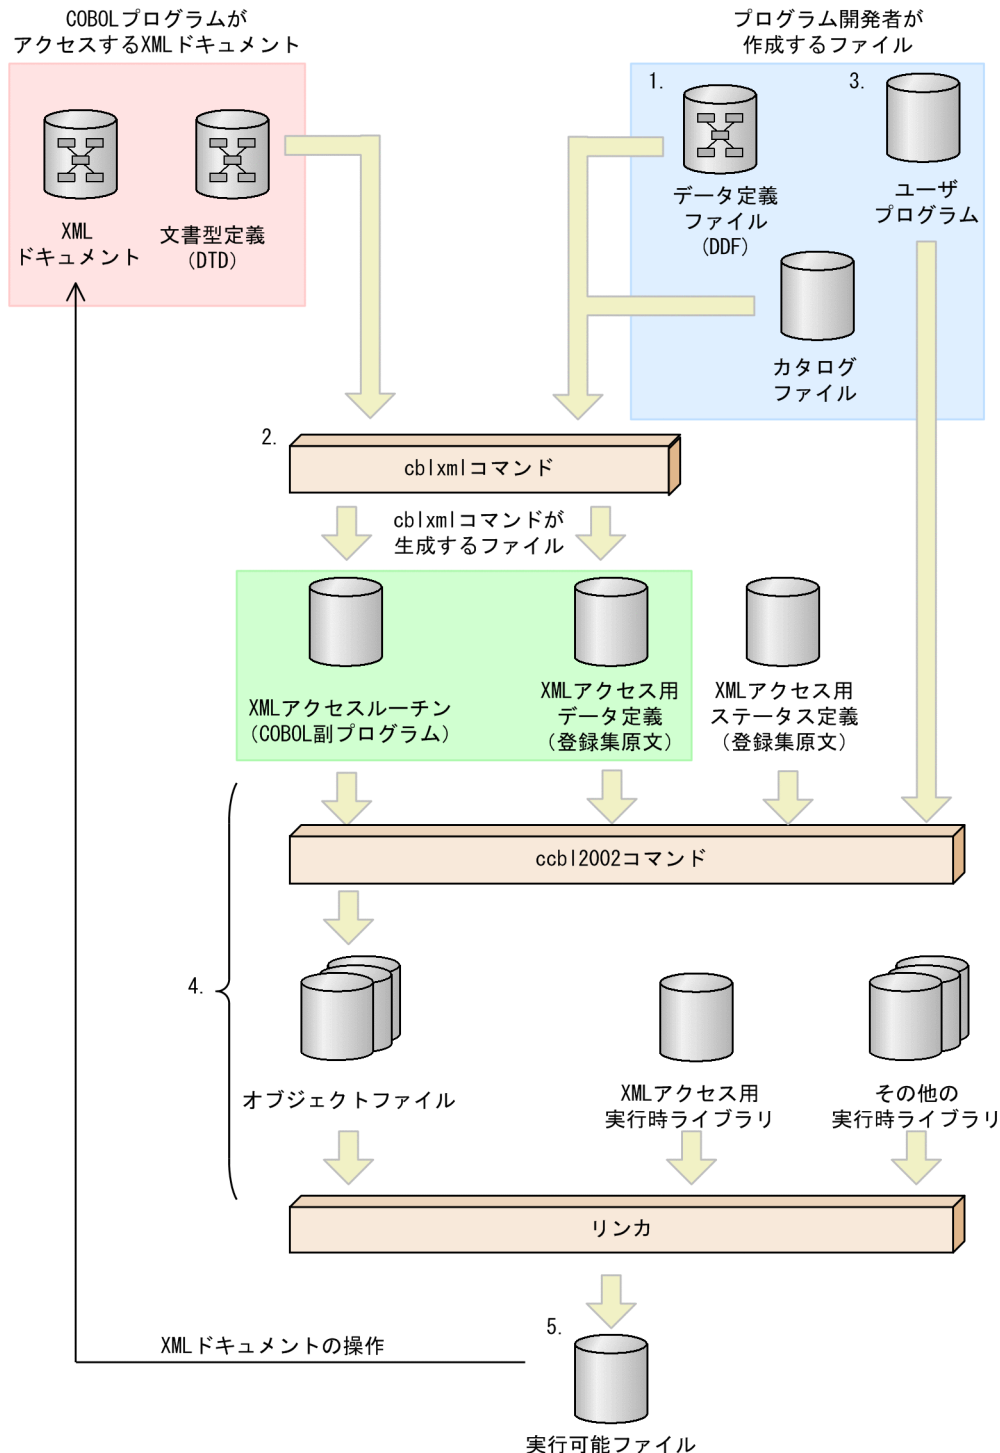 COBOLプログラムが
アクセスするXMLドキュメント
プログラム開発者が
作成するファイル
1.
3.
XML
ドキュメント
文書型定義
(DTD)
データ定義
ファイル
(DDF)
ユーザ
プログラム
カタログ
ファイル
2.
cblxmlコマンド
cblxmlコマンドが
生成するファイル
XMLアクセスルーチン
(COBOL副プログラム)
XMLアクセス用
データ定義
(登録集原文)
XMLアクセス用
ステータス定義
(登録集原文)
ccbl2002コマンド
4.
オブジェクトファイル
XMLアクセス用
実行時ライブラリ
その他の
実行時ライブラリ
リンカ
5.
XMLドキュメントの操作
実行可能ファイル